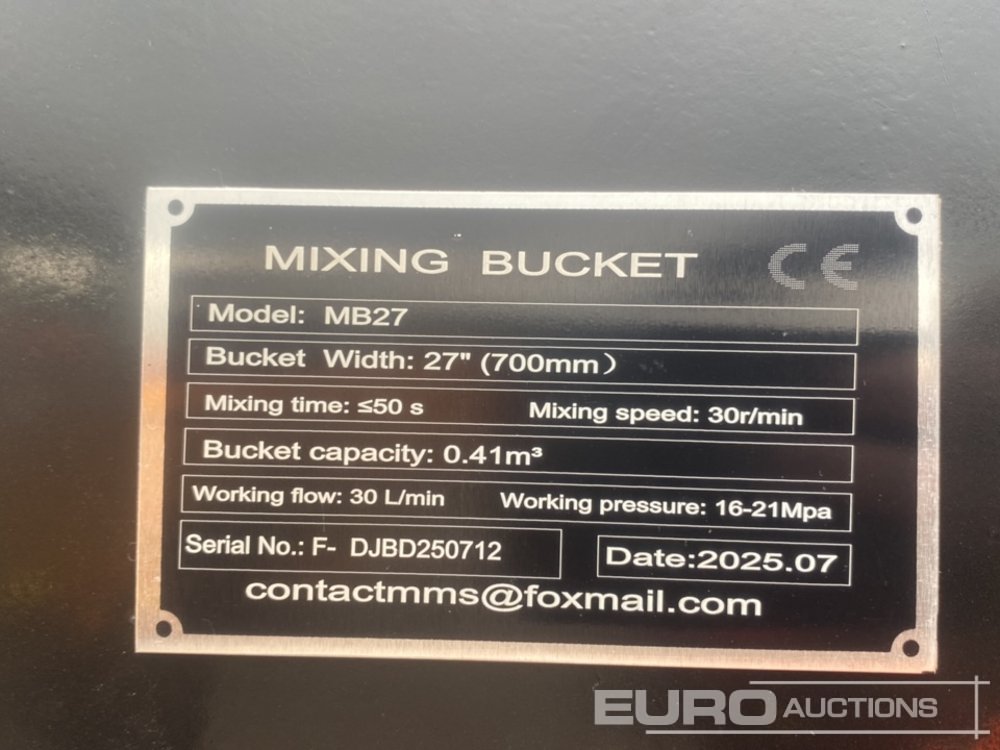 MIXING BUCKET CE
Model: MB27
Bucket Width: 27" (700mm）
Mixing time: ≤50 s Mixing speed: 30r/min
Bucket capacity: 0.41m³
Working flow: 30 L/min Working pressure: 16-21Mpa
Serial No.: F- DJBD250712 Date:2025.07
contactmms@foxmail.com
EURO AUCTIONS